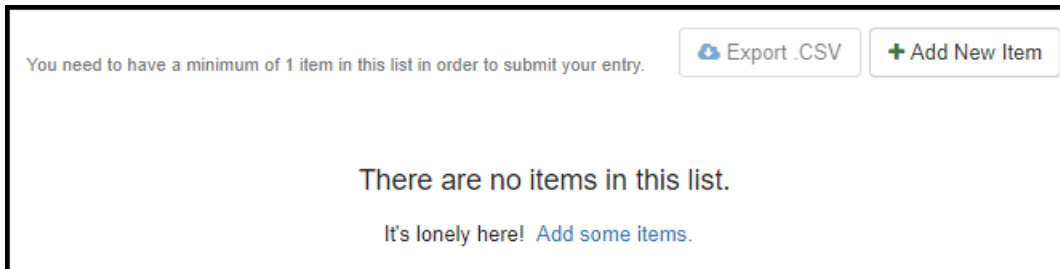 You need to have a minimum of 1 item in this list in order to submit your entry.
Export .CSV
Add New Item
There are no items in this list.
It's lonely here! Add some items.